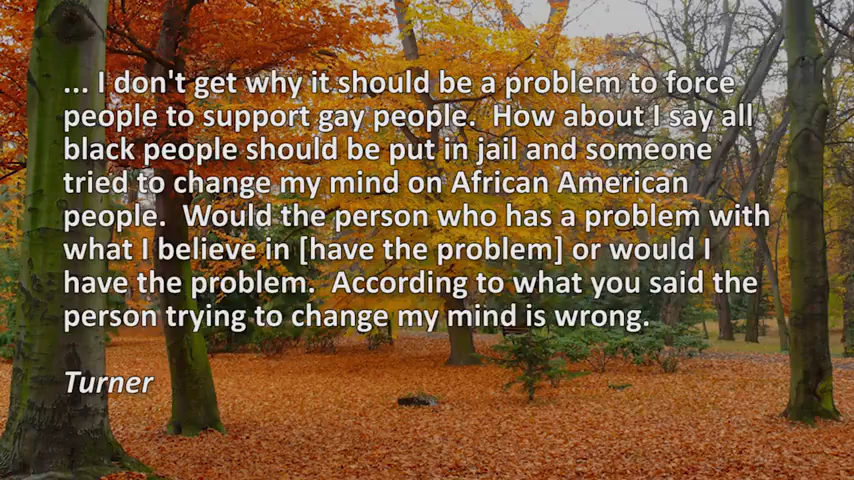 ... I don't get why it should be a problem to force
people to support gay people.  How about I say all
black people should be put in jail and someone
tried to change my mind on African American
people.  Would the person who has a problem with
what I believe in [have the problem] or would I
have the problem.  According to what you said the
person trying to change my mind is wrong.
Turner